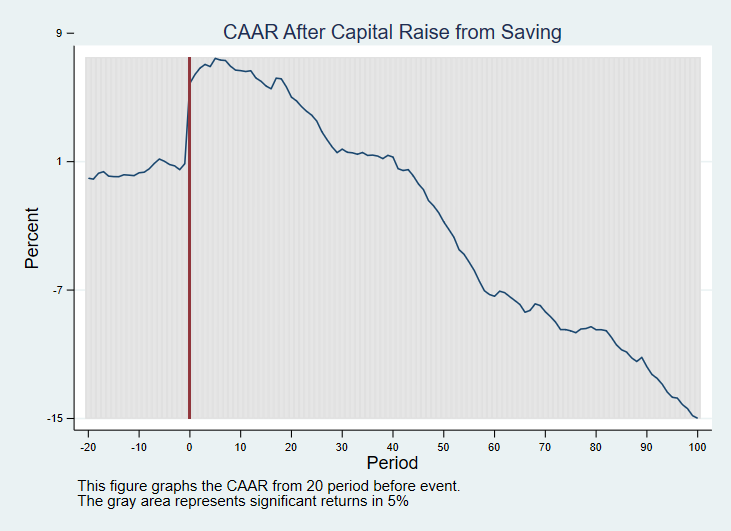 CAAR After Capital Raise from Saving
9
1
-7
-15
Percent
-20 -10 0 10 20 30 40 50 60 70 80 90 100
Period
This figure graphs the CAAR from 20 period before event.
The gray area represents significant returns in 5%